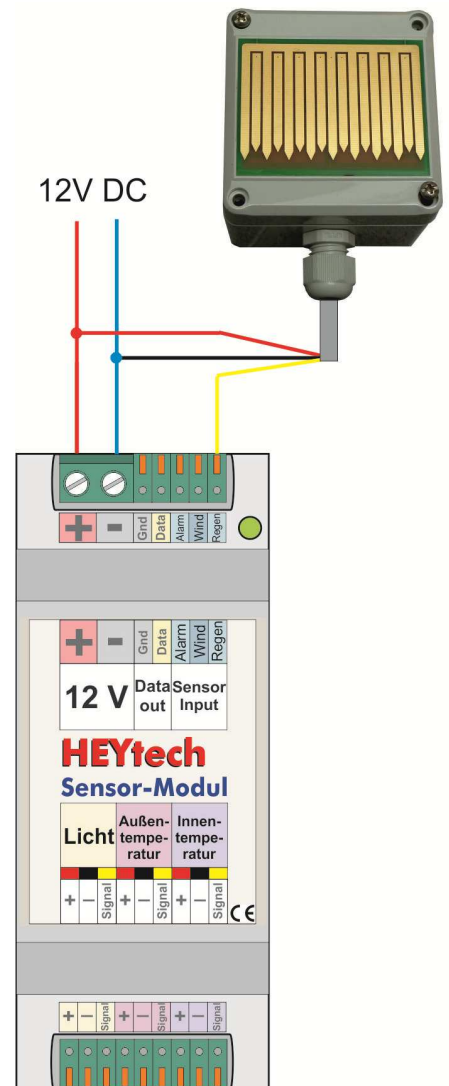 12V DC
+ - Gnd Data Alarm Wind Regen
+ - Gnd Data Alarm Wind Regen
12 V Data out Sensor Input
HEYtech
Sensor-Modul
Licht Außen-tempe-ratur Innen-tempe-ratur
+ – Signal + – Signal + – Signal CE
+ – Signal + – Signal + – Signal